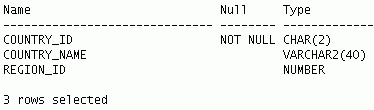 Name Null Type
------------------------------ -------- --------------
COUNTRY_ID NOT NULL CHAR(2)
COUNTRY_NAME VARCHAR2(40)
REGION_ID NUMBER
3 rows selected